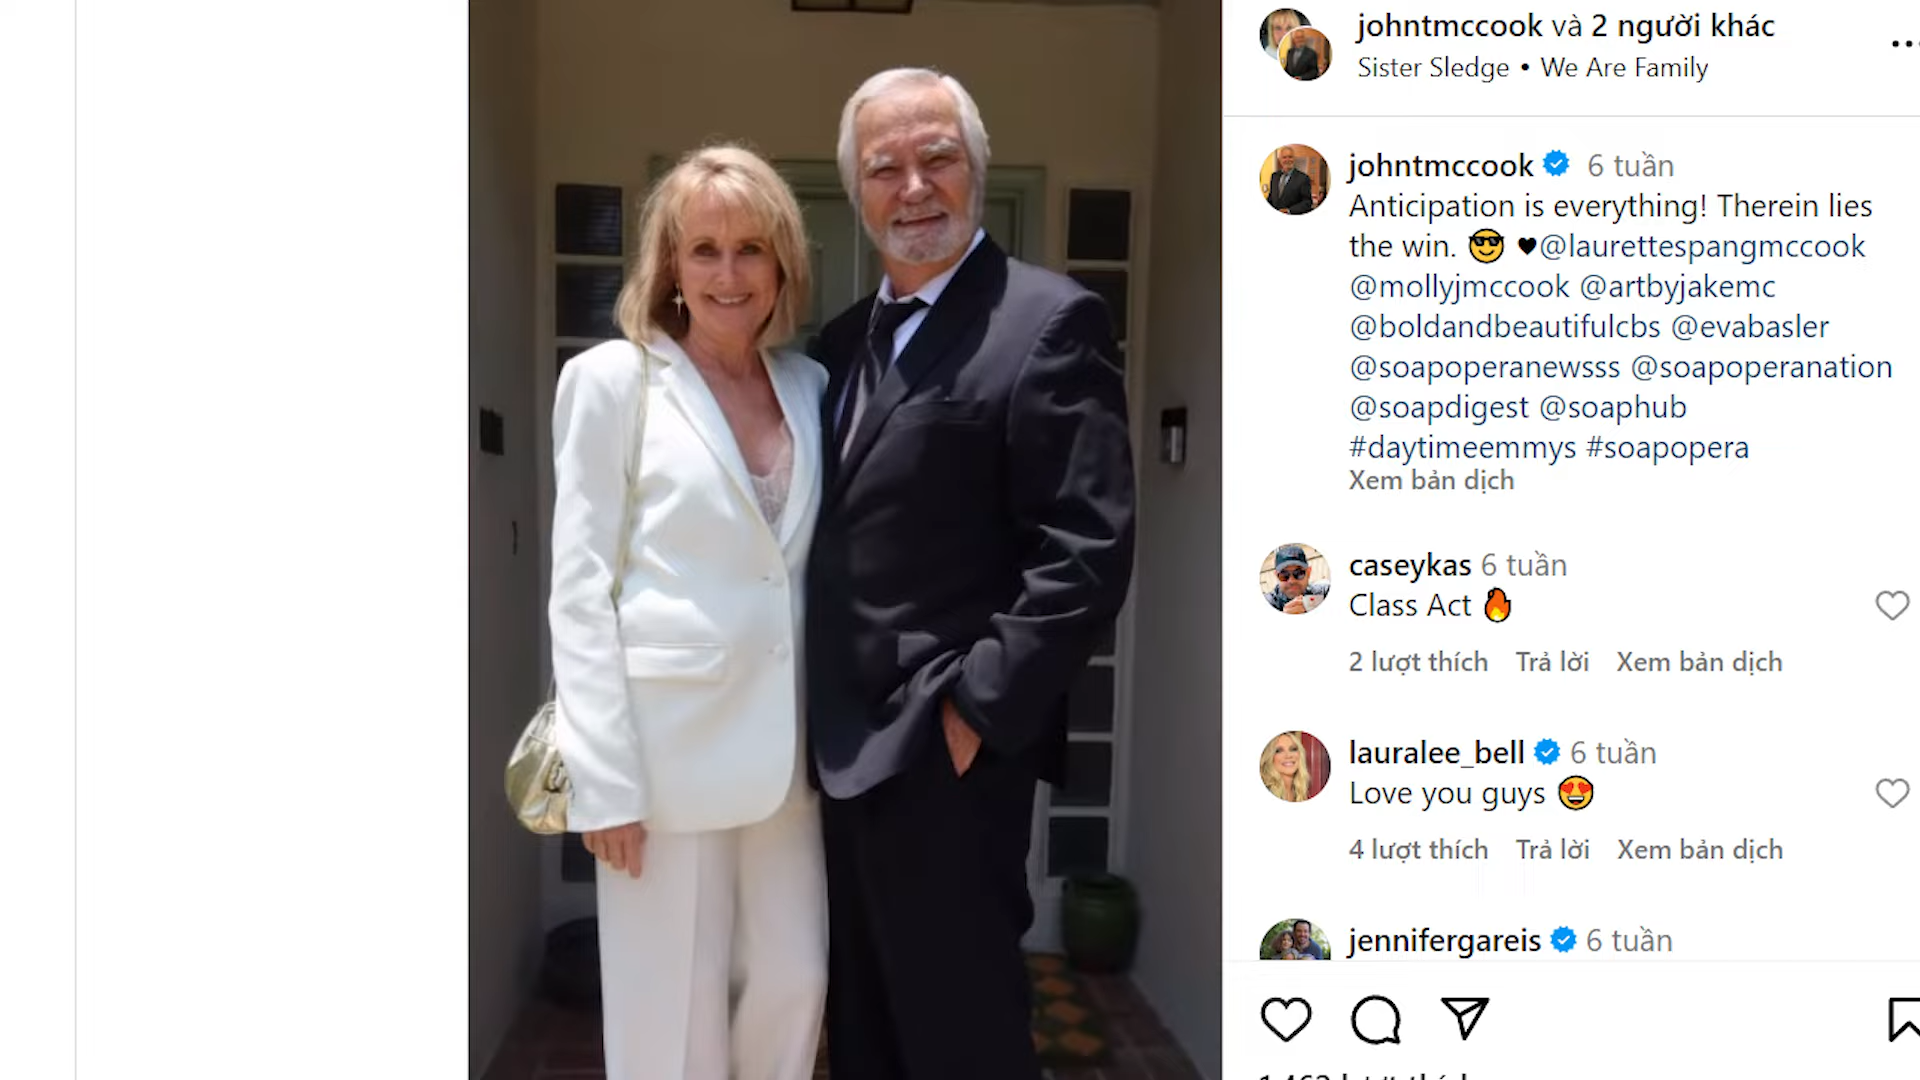 johntmccook và 2 người khác
Sister Sledge • We Are Family
johntmccook 6 tuần
Anticipation is everything! Therein lies
the win. 😎 🖤@laurettespangmccook
@mollyjmccook @artbyjakemc
@boldandbeautifulcbs @evabasler
@soapoperanewsss @soapoperanation
@soapdigest @soaphub
#daytimeemmys #soapopera
Xem bản dịch
caseykas 6 tuần
Class Act 🔥
2 lượt thích Trả lời Xem bản dịch
lauralee_bell 6 tuần
Love you guys 😍
4 lượt thích Trả lời Xem bản dịch
jennifergareis 6 tuần